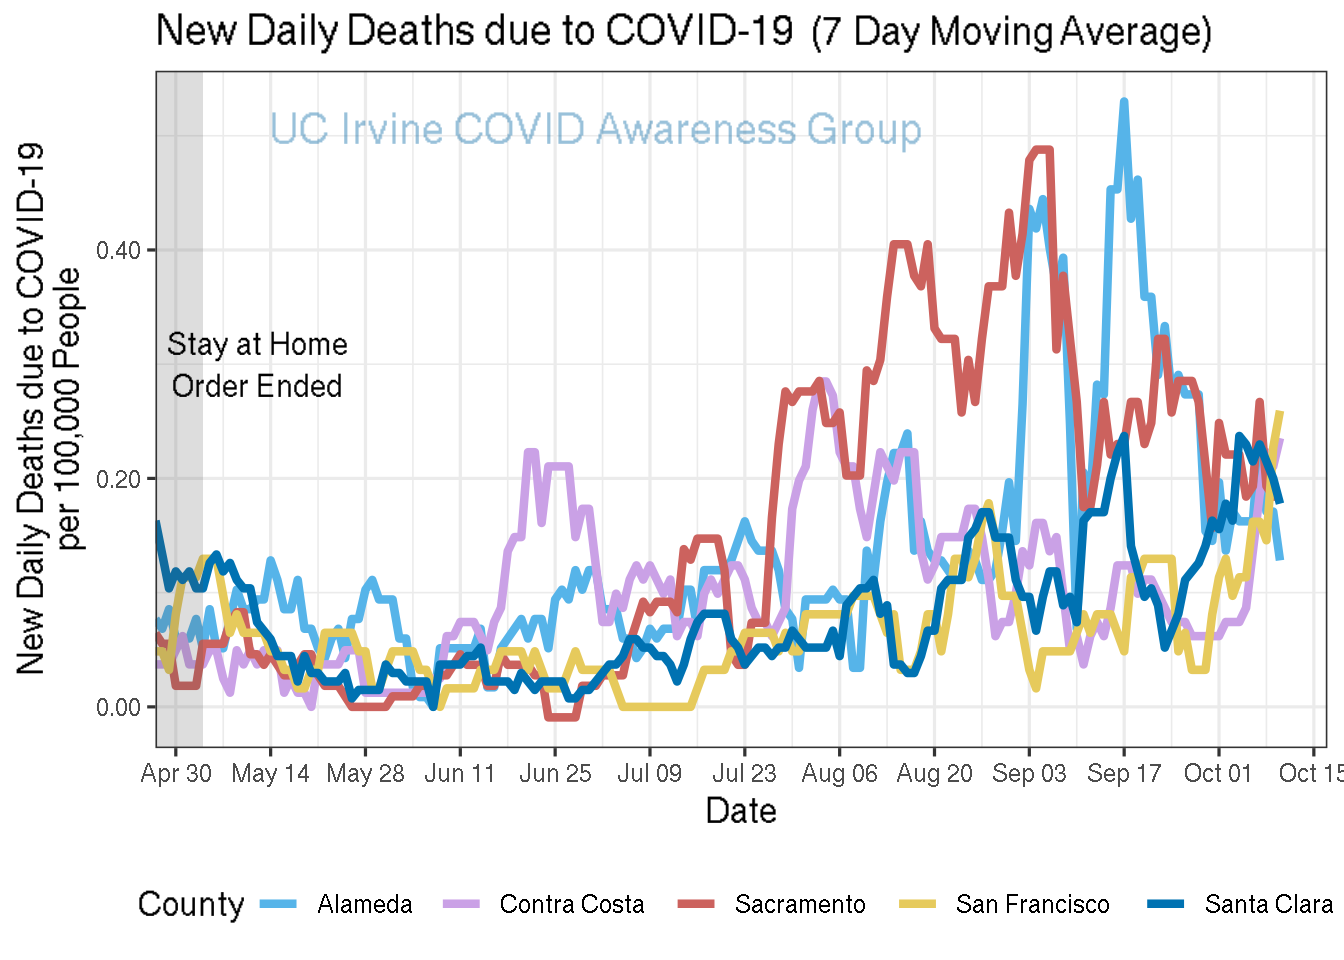 New Daily Deaths due to COVID-19 (7 Day Moving Average)
UC Irvine COVID Awareness Group
New Daily Deaths due to COVID-19
per 100,000 People
0.40
0.20
0.00
Stay at Home
Order Ended
Apr 30 May 14 May 28 Jun 11 Jun 25 Jul 09 Jul 23 Aug 06 Aug 20 Sep 03 Sep 17 Oct 01 Oct 15
Date
County Alameda Contra Costa Sacramento San Francisco Santa Clara